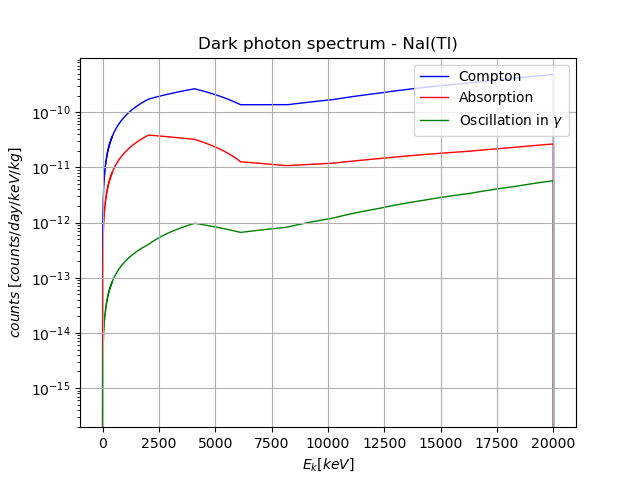 Dark photon spectrum - NaI(Tl)
Compton
Absorption
Oscillation in γ
counts [counts/day/keV/kg]
10⁻¹⁰
10⁻¹¹
10⁻¹²
10⁻¹³
10⁻¹⁴
10⁻¹⁵
0 2500 5000 7500 10000 12500 15000 17500 20000
E_k[keV]